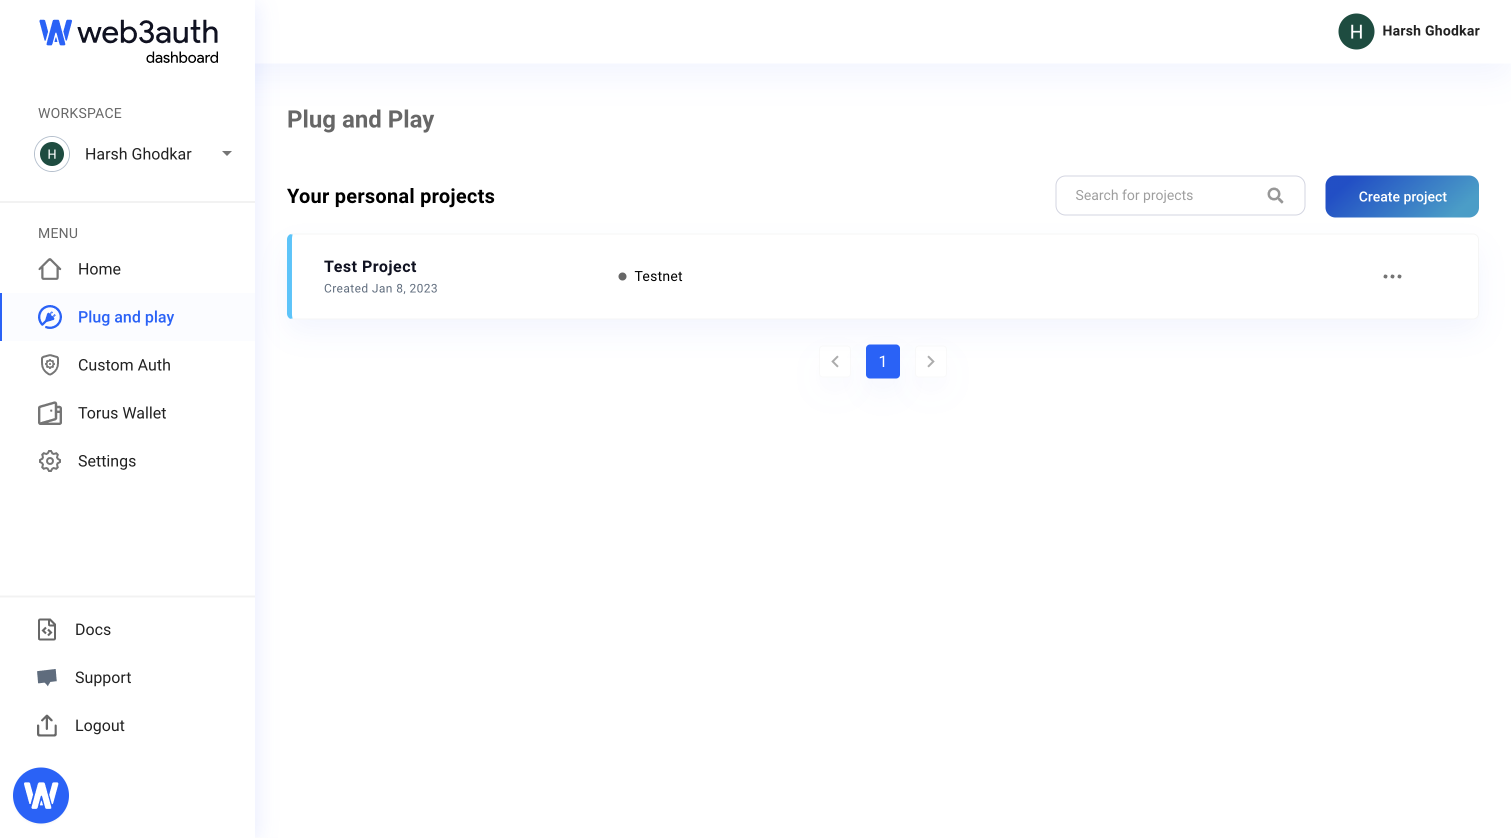 web3auth
dashboard
H
Harsh Ghodkar
WORKSPACE
H
Harsh Ghodkar
MENU
Home
Plug and play
Custom Auth
Torus Wallet
Settings
Docs
Support
Logout
W
Plug and Play
Your personal projects
Search for projects
Create project
Test Project
Created Jan 8, 2023
Testnet
1